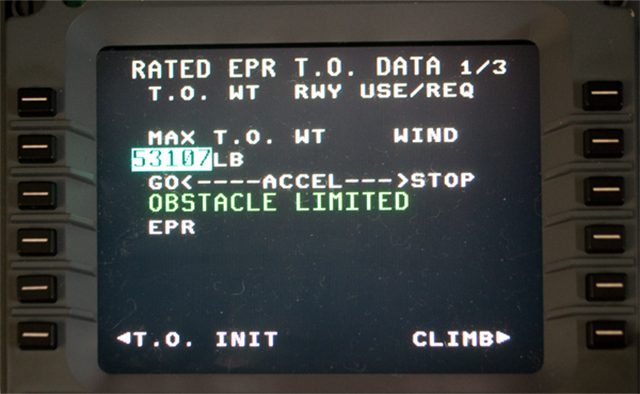 RATED EPR T.O. DATA 1/3
T.O. WT RWY USE/REQ
MAX T.O. WT WIND
53107LB
GO<----ACCEL--->STOP
OBSTACLE LIMITED
EPR
◀T.O. INIT CLIMB▶